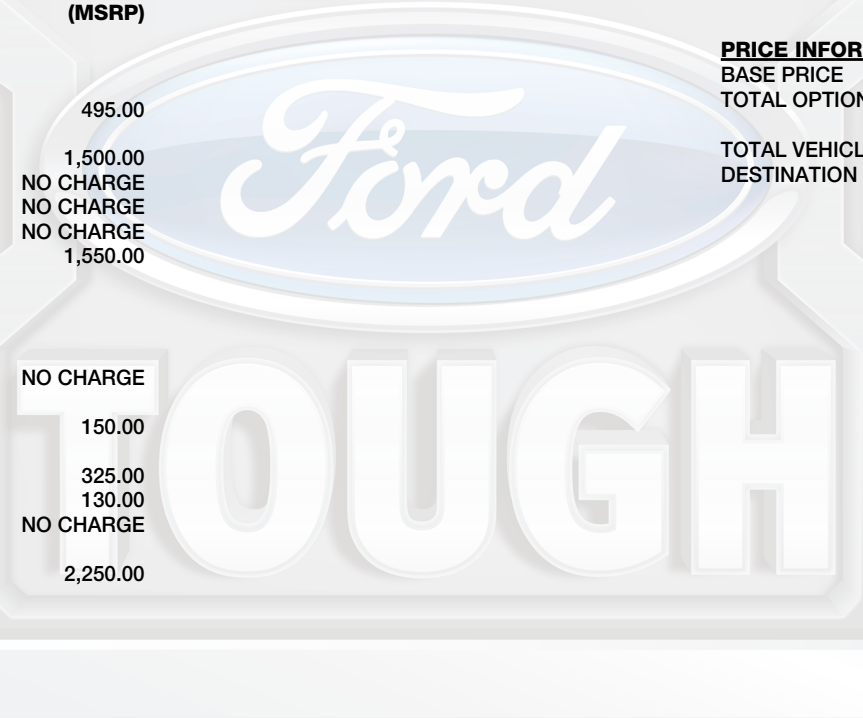 (MSRP)
495.00
1,500.00
NO CHARGE
NO CHARGE
NO CHARGE
1,550.00
NO CHARGE
150.00
325.00
130.00
NO CHARGE
2,250.00
PRICE INFOR
BASE PRICE
TOTAL OPTION
TOTAL VEHICL
DESTINATION
Ford
TOUGH